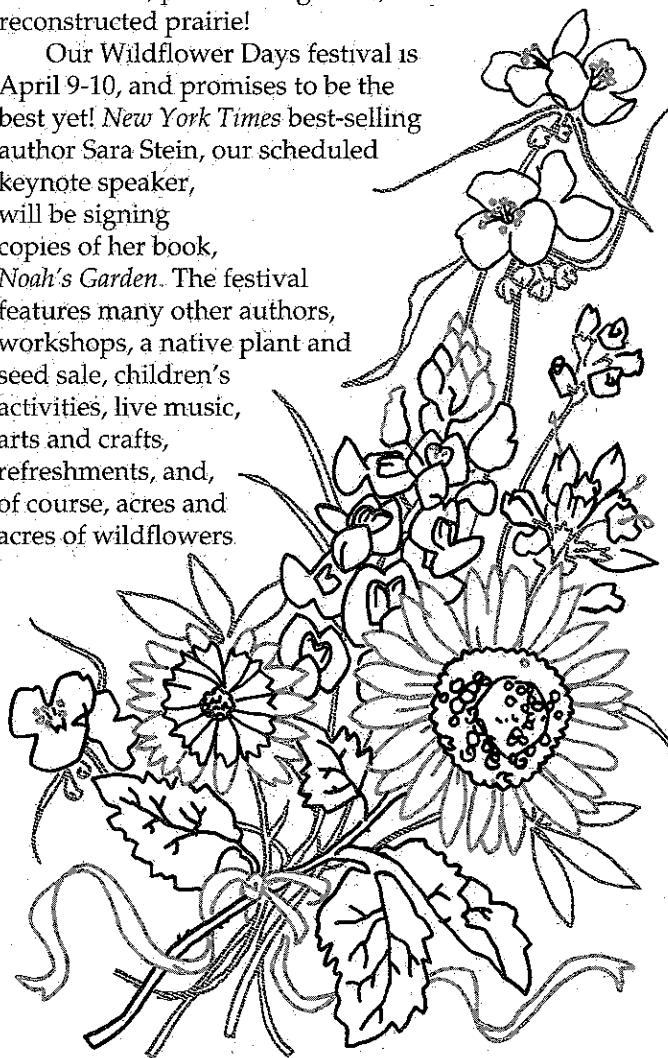 reconstructed prairie!
Our Wildflower Days festival is
April 9-10, and promises to be the
best yet! New York Times best-selling
author Sara Stein, our scheduled
keynote speaker,
will be signing
copies of her book,
Noah's Garden. The festival
features many other authors,
workshops, a native plant and
seed sale, children's
activities, live music,
arts and crafts,
refreshments, and,
of course, acres and
acres of wildflowers